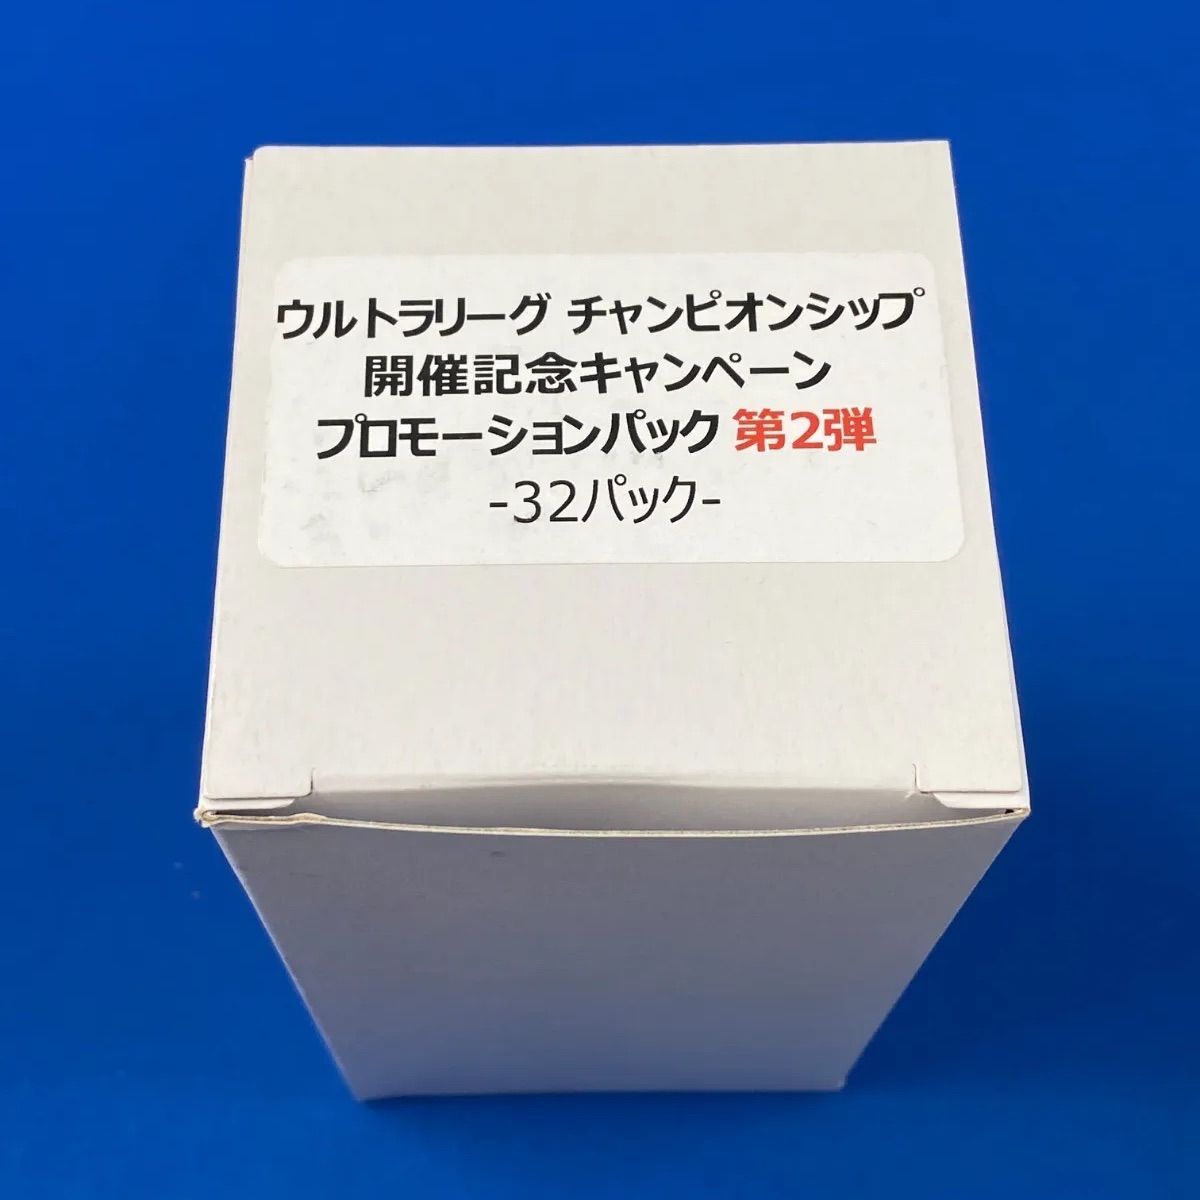 ウルトラリーグ チャンピオンシップ
開催記念キャンペーン
プロモーションパック 第2弾
-32パック-